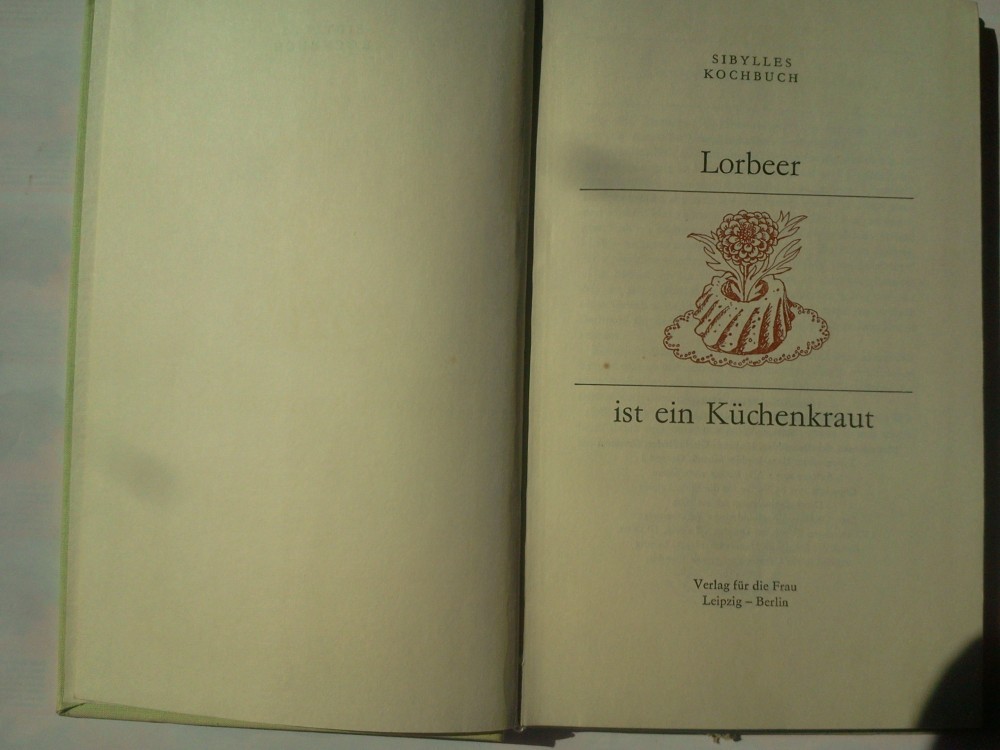 SIBYLLES
KOCHBUCH
Lorbeer
ist ein Küchenkraut
Verlag für die Frau
Leipzig – Berlin